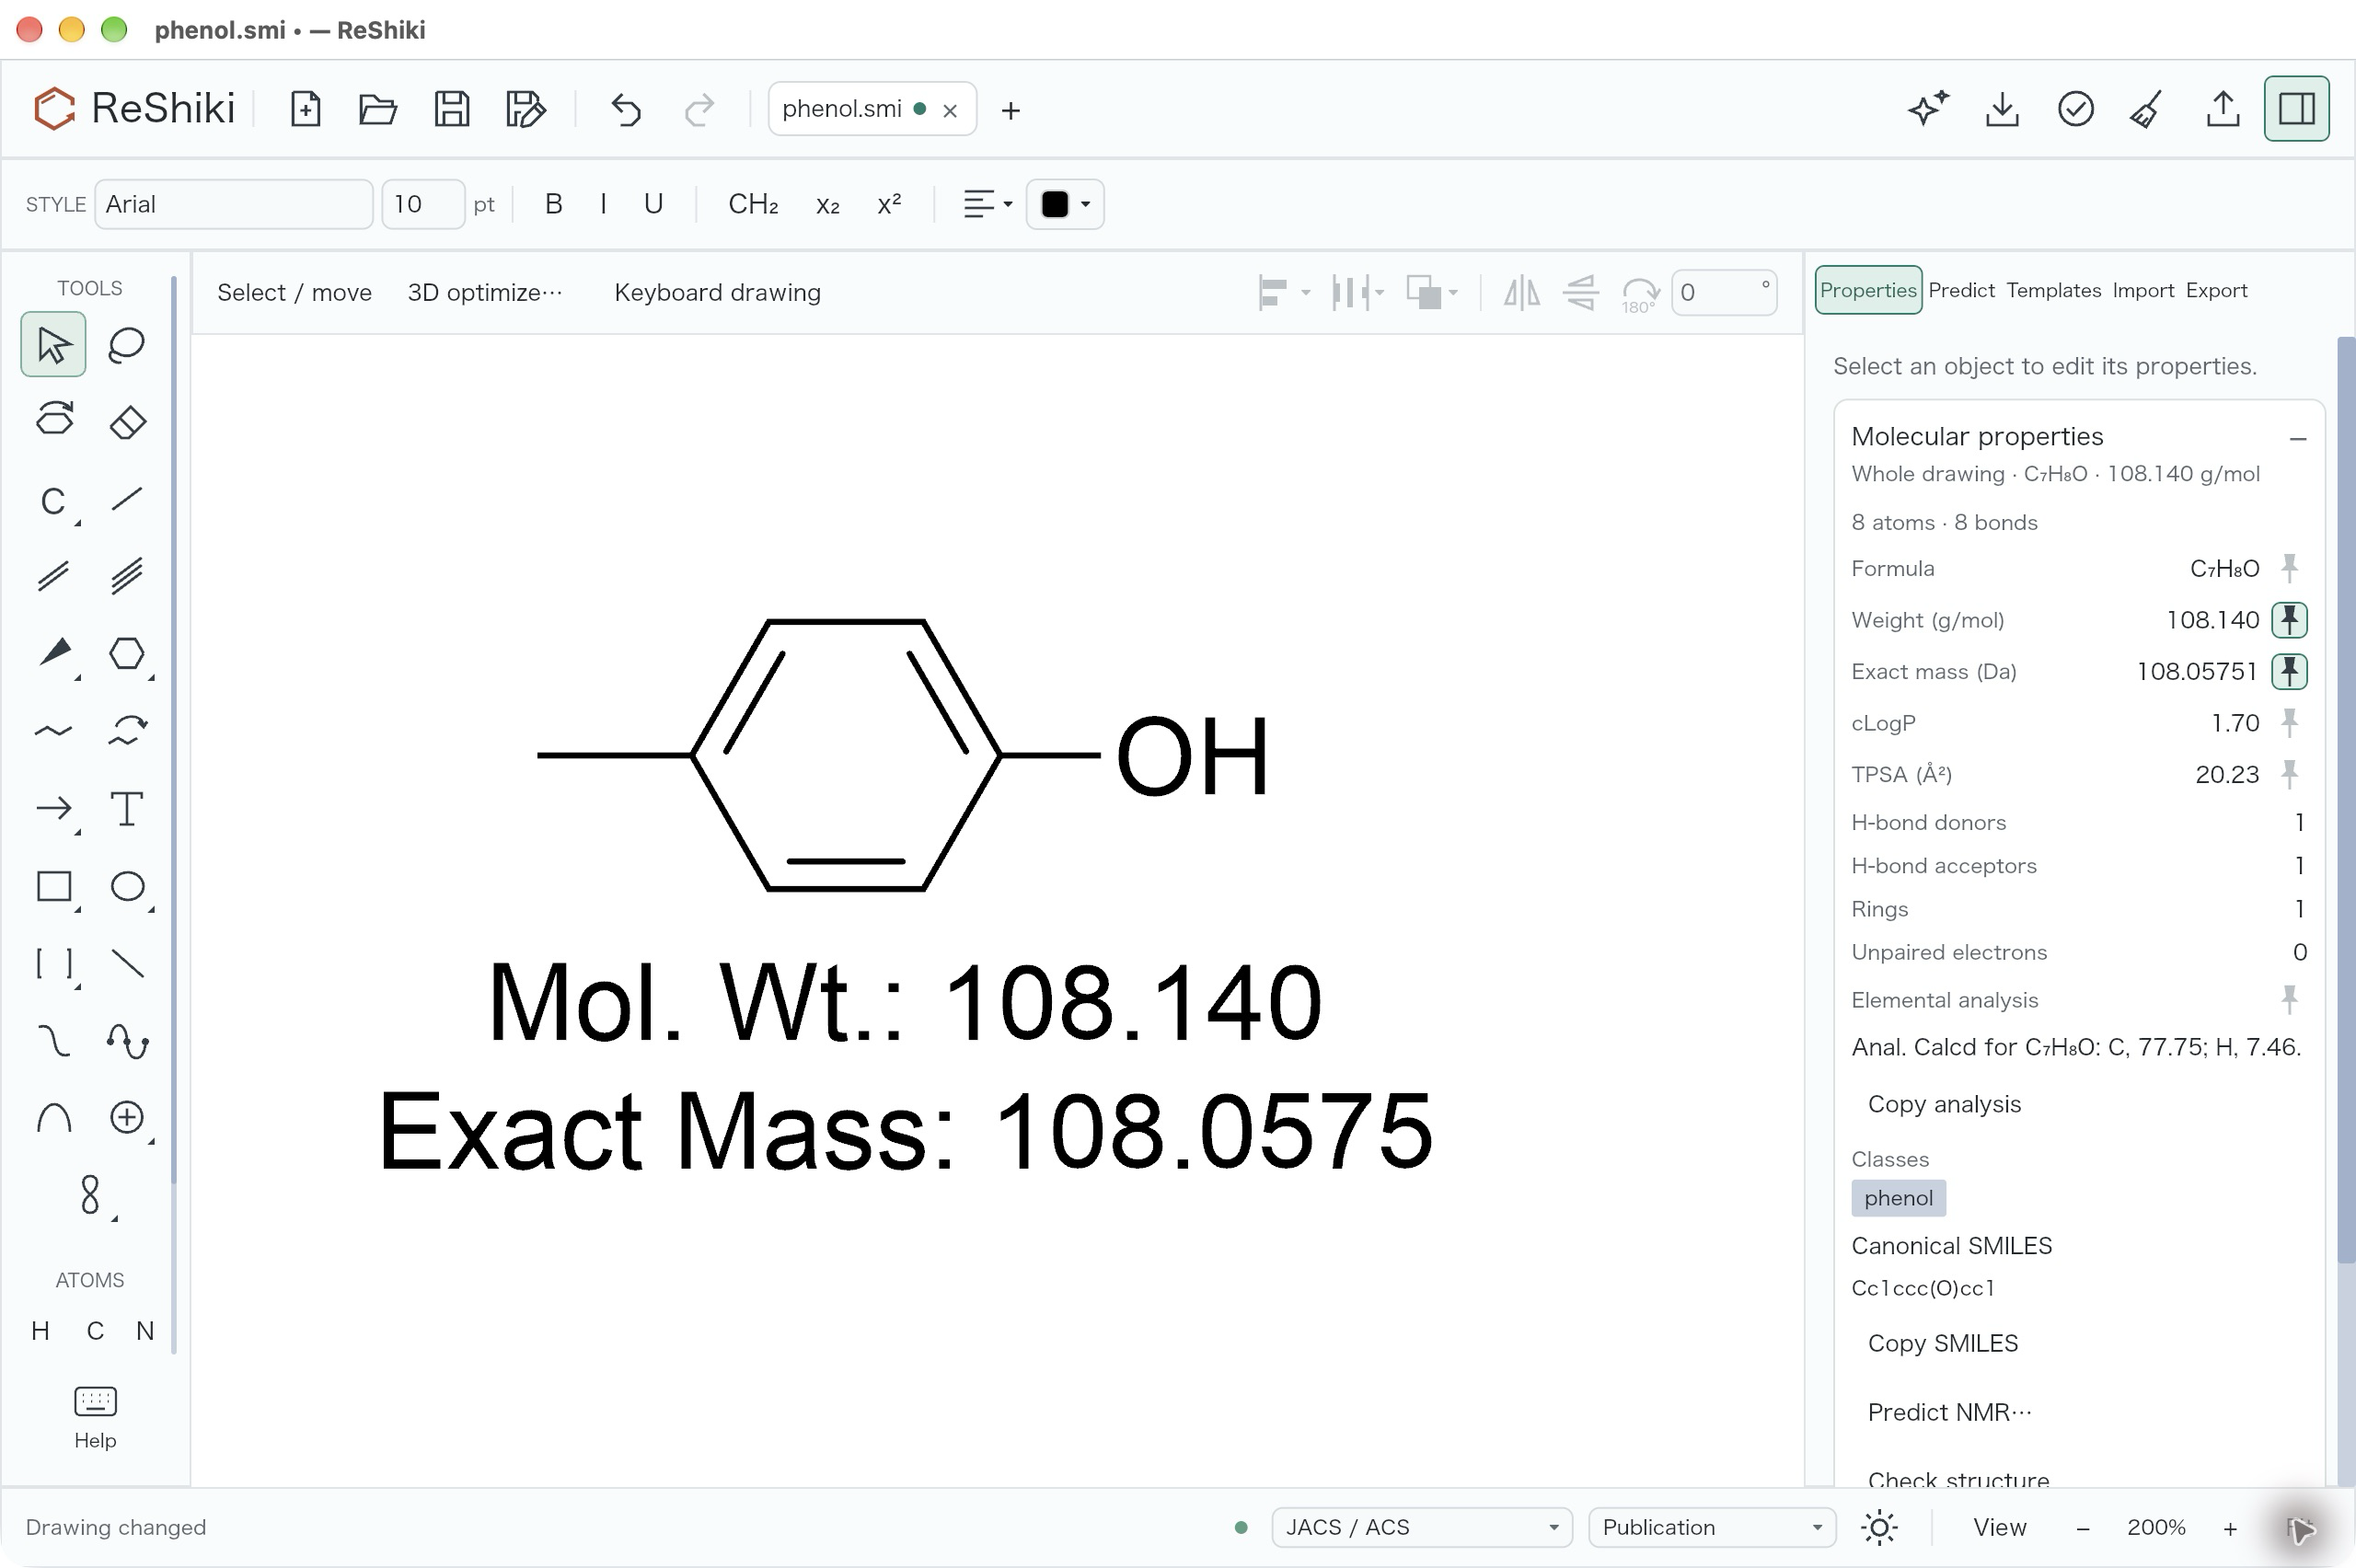 phenol.smi • — ReShiki
ReShiki
phenol.smi
STYLE Arial 10 pt B I U CH₂ x₂ x²
TOOLS
Select / move 3D optimize… Keyboard drawing
180°
0 °
Properties Predict Templates Import Export
Select an object to edit its properties.
Molecular properties
Whole drawing · C₇H₈O · 108.140 g/mol
8 atoms · 8 bonds
Formula C₇H₈O
Weight (g/mol) 108.140
Exact mass (Da) 108.05751
cLogP 1.70
TPSA (Å²) 20.23
H-bond donors 1
H-bond acceptors 1
Rings 1
Unpaired electrons 0
Elemental analysis
Anal. Calcd for C₇H₈O: C, 77.75; H, 7.46.
Copy analysis
Classes
phenol
Canonical SMILES
Cc1ccc(O)cc1
Copy SMILES
Predict NMR…
Check structure
C
T
OH
Mol. Wt.: 108.140
Exact Mass: 108.0575
ATOMS
H C N
Help
Drawing changed
JACS / ACS
Publication
View − 200% +